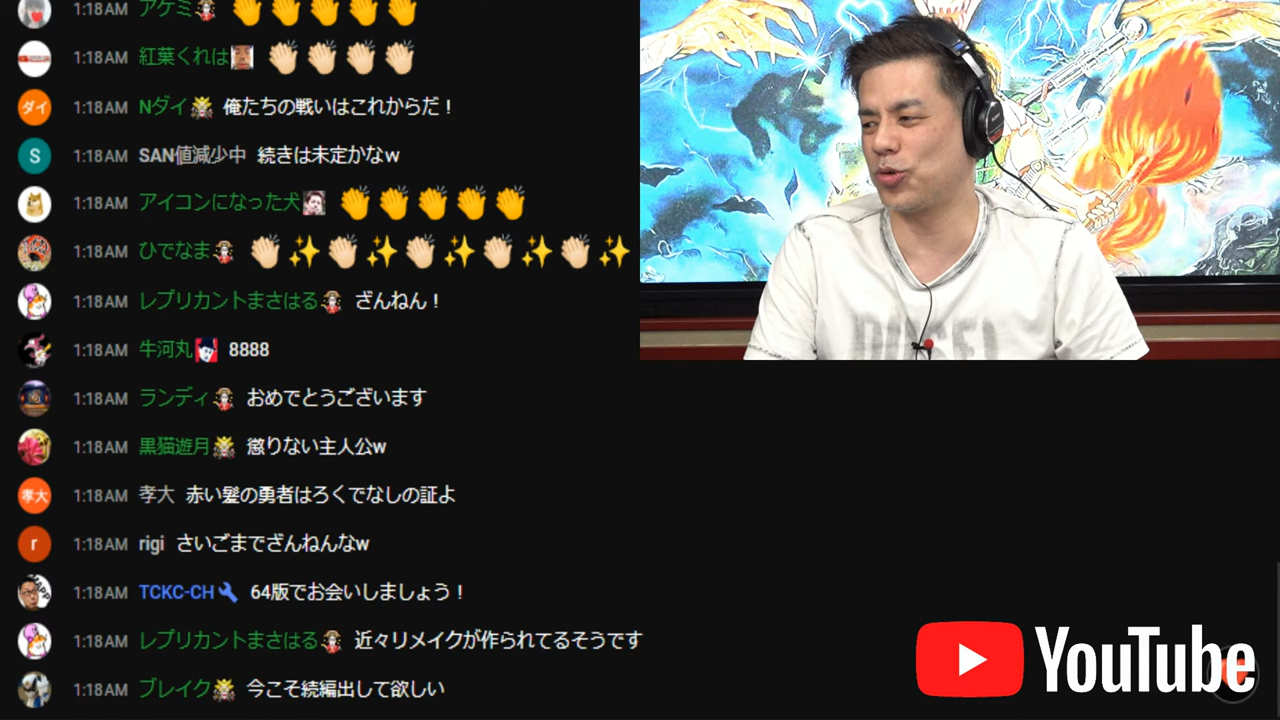 1:18AM アケミ 👏👏👏👏👏
1:18AM 紅葉くれは 👏🏻👏🏻👏🏻👏🏻
ダイ 1:18AM Nダイ 俺たちの戦いはこれからだ！
S 1:18AM SAN値減少中 続きは未定かなw
1:18AM アイコンになった犬 👏👏👏👏👏
1:18AM ひでなま 👏🏻✨👏🏻✨👏🏻✨👏🏻✨👏🏻✨
1:18AM レプリカントまさはる ざんねん！
1:18AM 牛河丸 8888
1:18AM ランディ おめでとうございます
1:18AM 黒猫遊月 懲りない主人公w
孝大 1:18AM 孝大 赤い髪の勇者はろくでなしの証よ
r 1:18AM rigi さいごまでざんねんなw
1:18AM TCKC-CH🔧 64版でお会いしましょう！
1:18AM レプリカントまさはる 近々リメイクが作られてるそうです
1:18AM ブレイク 今こそ続編出して欲しい
DIESEL
YouTube